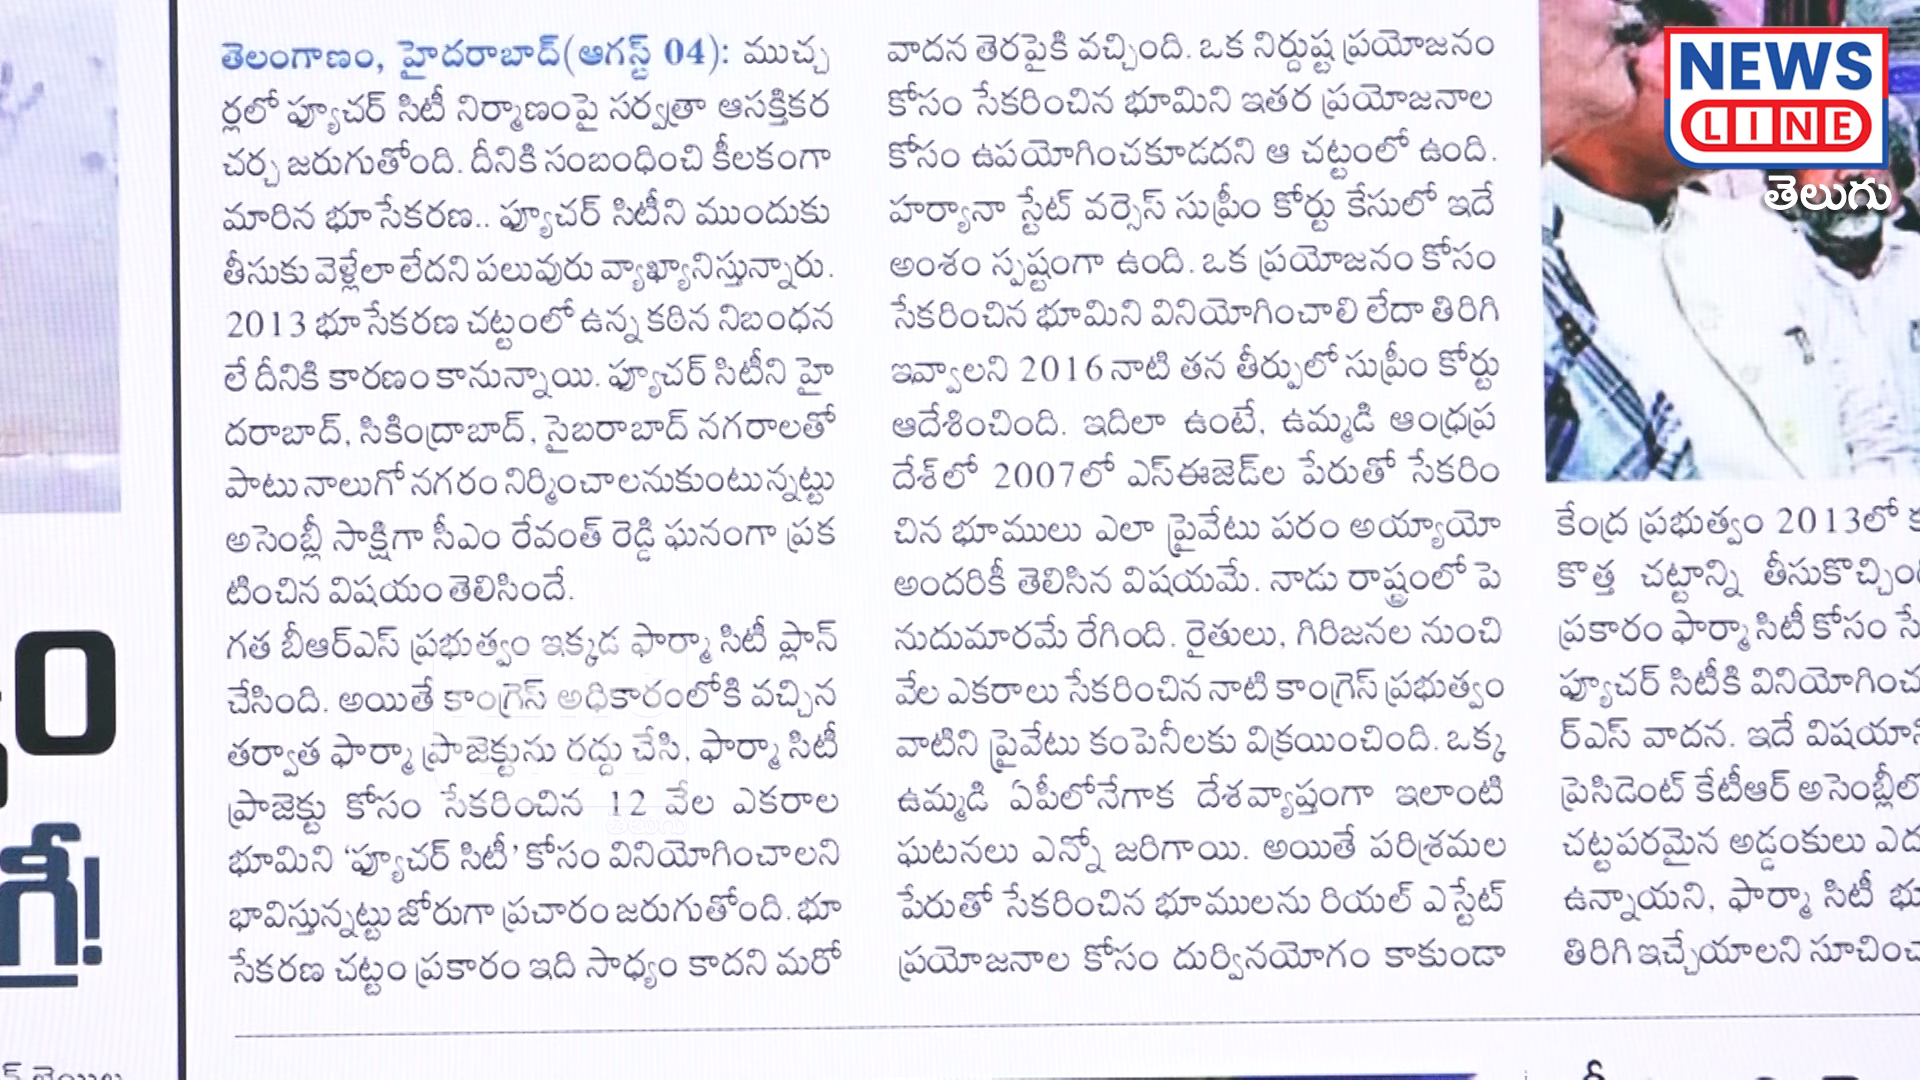 తెలంగాణం, హైదరాబాద్(ఆగస్ట్ 04): ముచ్చ
ర్లలో ఫ్యూచర్ సిటీ నిర్మాణంపై సర్వత్రా ఆసక్తికర
చర్చ జరుగుతోంది. దీనికి సంబంధించి కీలకంగా
మారిన భూసేకరణ.. ఫ్యూచర్ సిటీని ముందుకు
తీసుకు వెళ్లేలా లేదని పలువురు వ్యాఖ్యానిస్తున్నారు.
2013 భూసేకరణ చట్టంలో ఉన్న కఠిన నిబంధన
లే దీనికి కారణం కానున్నాయి. ఫ్యూచర్ సిటీని హై
దరాబాద్, సికింద్రాబాద్, సైబరాబాద్ నగరాలతో
పాటు నాలుగో నగరం నిర్మించాలనుకుంటున్నట్టు
అసెంబ్లీ సాక్షిగా సీఎం రేవంత్ రెడ్డి ఘనంగా ప్రక
టించిన విషయం తెలిసిందే.
గత బీఆర్ఎస్ ప్రభుత్వం ఇక్కడ ఫార్మా సిటీ ప్లాన్
చేసింది. అయితే కాంగ్రెస్ అధికారంలోకి వచ్చిన
తర్వాత ఫార్మా ప్రాజెక్టును రద్దు చేసి, ఫార్మా సిటీ
ప్రాజెక్టు కోసం సేకరించిన 12 వేల ఎకరాల
భూమిని 'ఫ్యూచర్ సిటీ' కోసం వినియోగించాలని
భావిస్తున్నట్టు జోరుగా ప్రచారం జరుగుతోంది. భూ
సేకరణ చట్టం ప్రకారం ఇది సాధ్యం కాదని మరో
వాదన తెరపైకి వచ్చింది. ఒక నిర్దుష్ట ప్రయోజనం
కోసం సేకరించిన భూమిని ఇతర ప్రయోజనాల
కోసం ఉపయోగించకూడదని ఆ చట్టంలో ఉంది.
హర్యానా స్టేట్ వర్సెస్ సుప్రీం కోర్టు కేసులో ఇదే
అంశం స్పష్టంగా ఉంది. ఒక ప్రయోజనం కోసం
సేకరించిన భూమిని వినియోగించాలి లేదా తిరిగి
ఇవ్వాలని 2016 నాటి తన తీర్పులో సుప్రీం కోర్టు
ఆదేశించింది. ఇదిలా ఉంటే, ఉమ్మడి ఆంధ్రప్ర
దేశ్‌లో 2007లో ఎస్ఈజెడ్‌ల పేరుతో సేకరిం
చిన భూములు ఎలా ప్రైవేటు పరం అయ్యాయో
అందరికీ తెలిసిన విషయమే. నాడు రాష్ట్రంలో పె
నుదుమారమే రేగింది. రైతులు, గిరిజనల నుంచి
వేల ఎకరాలు సేకరించిన నాటి కాంగ్రెస్ ప్రభుత్వం
వాటిని ప్రైవేటు కంపెనీలకు విక్రయించింది. ఒక్క
ఉమ్మడి ఏపీలోనేగాక దేశవ్యాప్తంగా ఇలాంటి
ఘటనలు ఎన్నో జరిగాయి. అయితే పరిశ్రమల
పేరుతో సేకరించిన భూములను రియల్ ఎస్టేట్
ప్రయోజనాల కోసం దుర్వినయోగం కాకుండా
కేంద్ర ప్రభుత్వం 2013లో
కొత్త చట్టాన్ని
ప్రకారం ఫార్మా సిటీ కోసం
ఫ్యూచర్ సిటీకి
ర్ఎస్ వాదన. ఇదే
ప్రెసిడెంట్ కేటీఆర్
చట్టపరమైన అడ్డంకులు
ఉన్నాయని, ఫార్మా సిటీ
తిరిగి ఇచ్చేయాలని
NEWS
LINE
తెలుగు